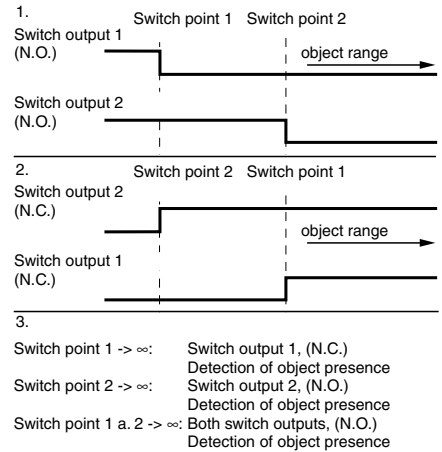 1.
Switch point 1 Switch point 2
Switch output 1
(N.O.)
object range
Switch output 2
(N.O.)
2.
Switch point 2 Switch point 1
Switch output 2
(N.C.)
object range
Switch output 1
(N.C.)
3.
Switch point 1 -> ∞: Switch output 1, (N.C.)
Detection of object presence
Switch point 2 -> ∞: Switch output 2, (N.O.)
Detection of object presence
Switch point 1 a. 2 -> ∞: Both switch outputs, (N.O.)
Detection of object presence